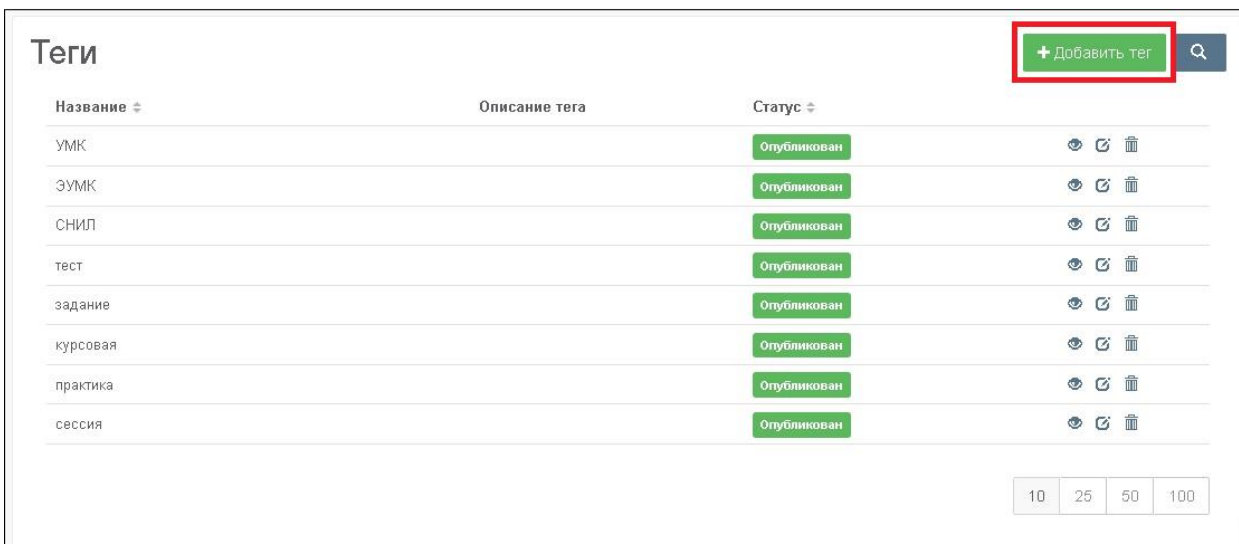 Теги
+ Добавить тег
Название Описание тега Статус
УМК Опубликован
ЭУМК Опубликован
СНИЛ Опубликован
тест Опубликован
задание Опубликован
курсовая Опубликован
практика Опубликован
сессия Опубликован
10 25 50 100